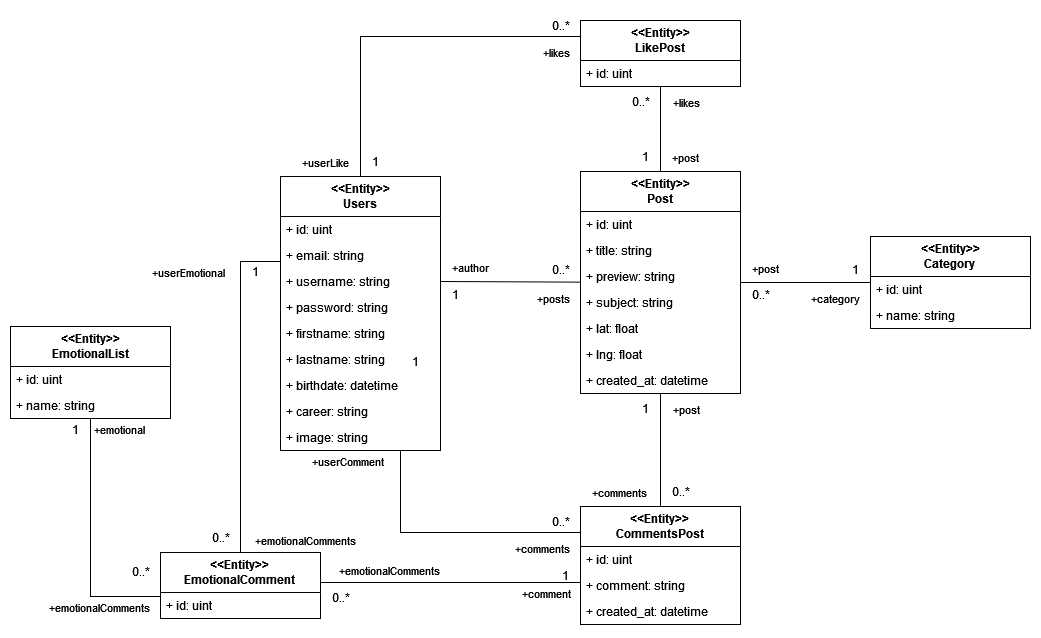 0..*
+likes
<<Entity>>
LikePost
+ id: uint
0..*
+likes
+userLike
1
1
+post
<<Entity>>
Users
+ id: uint
+ email: string
+ username: string
+ password: string
+ firstname: string
+ lastname: string
1
+ birthdate: datetime
+ career: string
+ image: string
<<Entity>>
Post
+ id: uint
+ title: string
+ preview: string
+ subject: string
+ lat: float
+ lng: float
+ created_at: datetime
+userEmotional
1
+author
0..*
1
+posts
+post
1
0..*
+category
<<Entity>>
Category
+ id: uint
+ name: string
<<Entity>>
EmotionalList
+ id: uint
+ name: string
1
+emotional
1
+post
+userComment
+comments
0..*
0..*
+emotionalComments
0..*
+comments
<<Entity>>
CommentsPost
+ id: uint
+ comment: string
+ created_at: datetime
<<Entity>>
EmotionalComment
+ id: uint
0..*
+emotionalComments
+emotionalComments
1
0..*
+comment